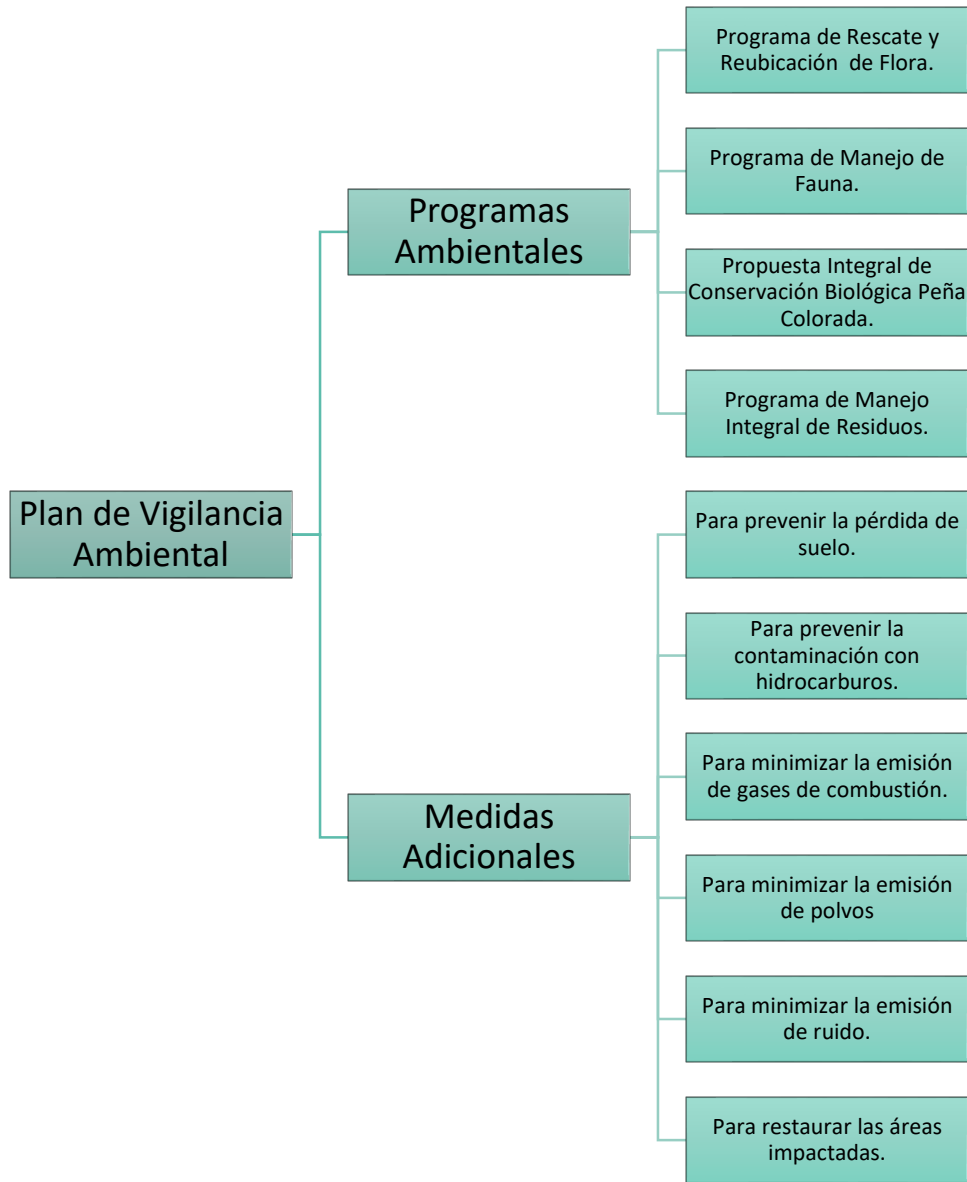 Plan de Vigilancia
Ambiental
Programas
Ambientales
Programa de Rescate y
Reubicación de Flora.
Programa de Manejo de
Fauna.
Propuesta Integral de
Conservación Biológica Peña
Colorada.
Programa de Manejo
Integral de Residuos.
Medidas
Adicionales
Para prevenir la pérdida de
suelo.
Para prevenir la
contaminación con
hidrocarburos.
Para minimizar la emisión
de gases de combustión.
Para minimizar la emisión
de polvos
Para minimizar la emisión
de ruido.
Para restaurar las áreas
impactadas.